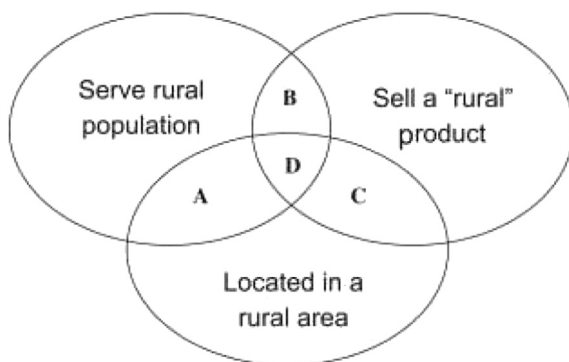 Serve rural
population
B
Sell a “rural”
product
D
A
C
Located in a
rural area